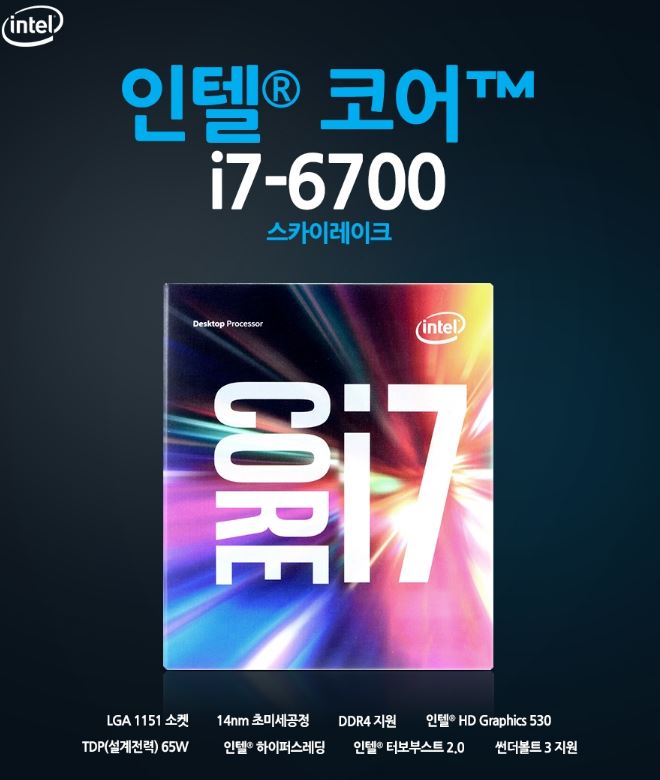 intel
인텔® 코어™
i7-6700
스카이레이크
Desktop Processor
intel
CORE i7
LGA 1151 소켓 14nm 초미세공정 DDR4 지원 인텔® HD Graphics 530
TDP(설계전력) 65W 인텔® 하이퍼스레딩 인텔® 터보부스트 2.0 썬더볼트 3 지원